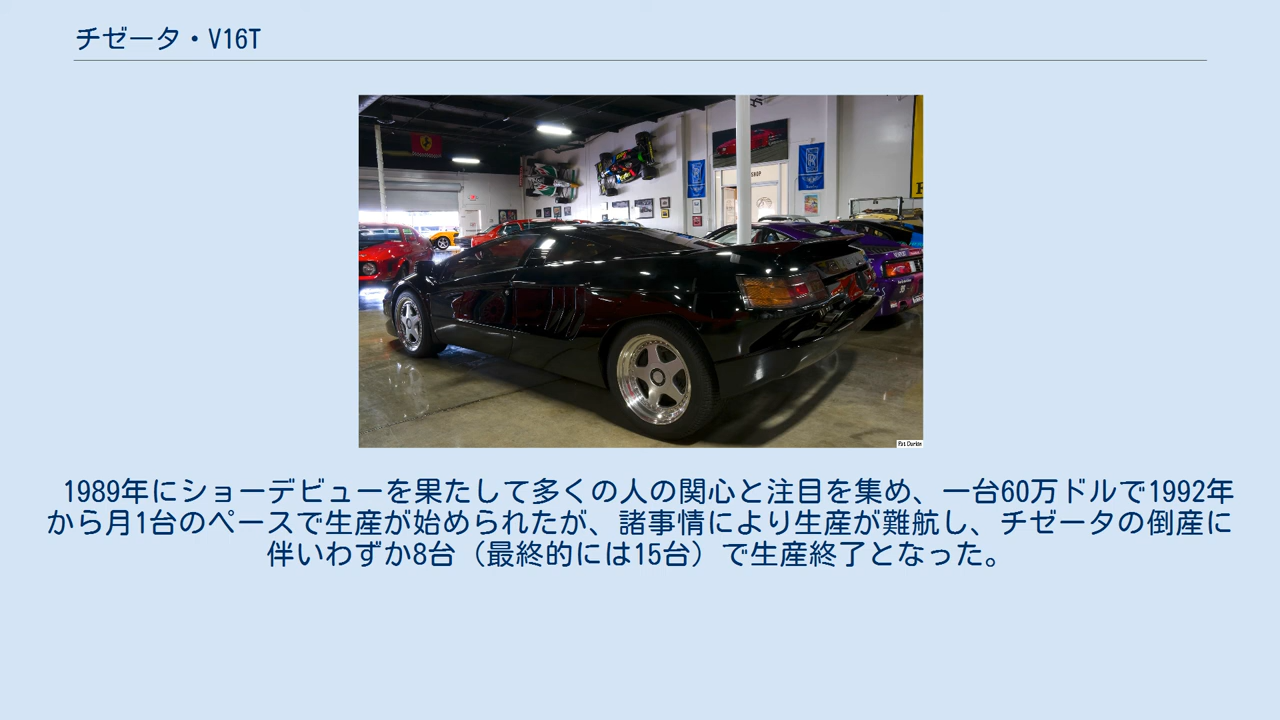 チゼータ・V16T
SHOP
Pat Durkin
1989年にショーデビューを果たして多くの人の関心と注目を集め、一台60万ドルで1992年
から月1台のペースで生産が始められたが、諸事情により生産が難航し、チゼータの倒産に
伴いわずか8台（最終的には15台）で生産終了となった。